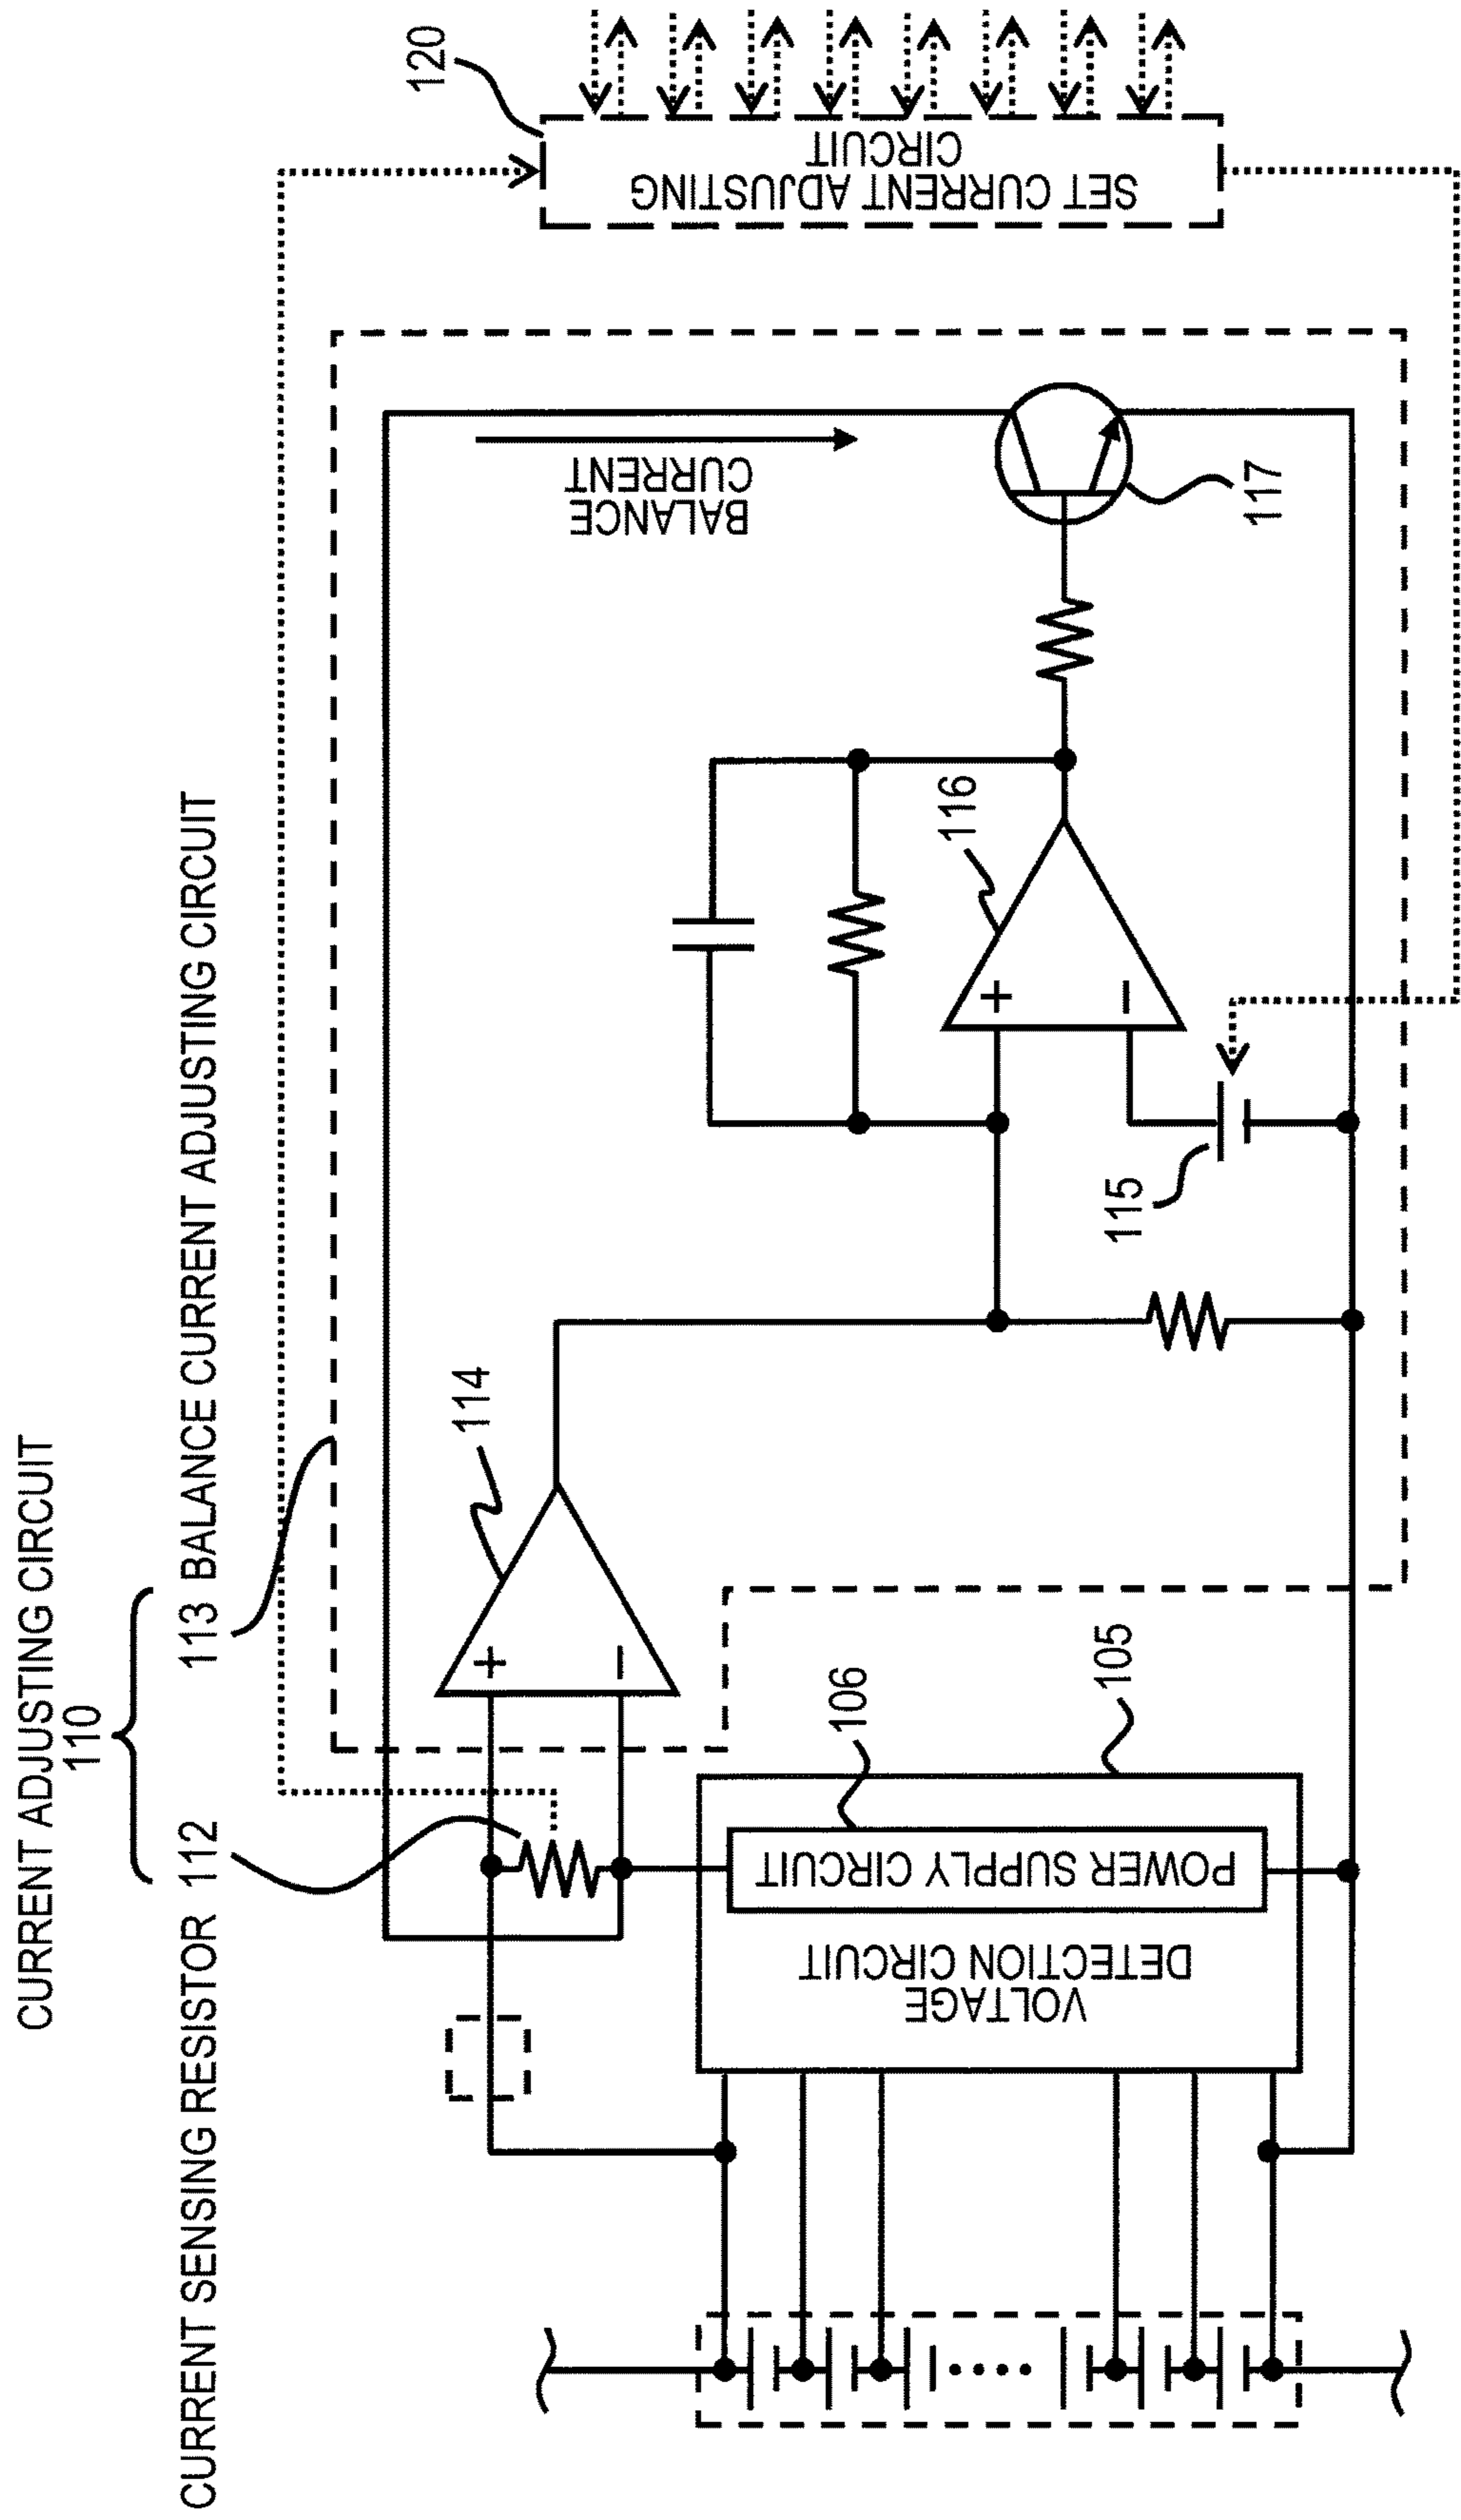 CURRENT ADJUSTING CIRCUIT
110
CURRENT SENSING RESISTOR 112
113 BALANCE CURRENT ADJUSTING CIRCUIT
120
SET CURRENT ADJUSTING
CIRCUIT
BALANCE
CURRENT
117
116
+
−
115
114
+
−
106
105
POWER SUPPLY CIRCUIT
VOLTAGE
DETECTION CIRCUIT